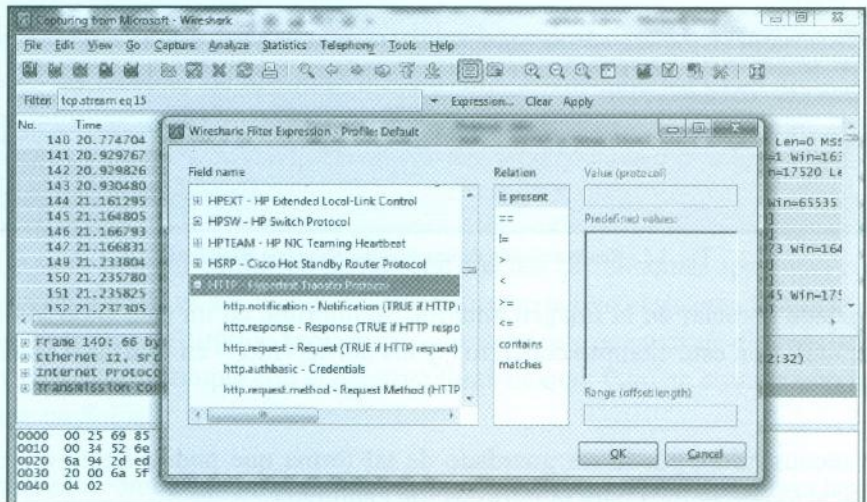 Capturing from Microsoft - Wireshark
File Edit View Go Capture Analyze Statistics Telephony Tools Help
Filter: tcp.stream eq 15 Expression... Clear Apply
No. Time
140 20.774704 Len=0 MSS
141 20.929767 =1 Win=163
142 20.929826 n=17520 Le
143 20.930480
144 21.161295 Win=65535
145 21.164805
146 21.166793
147 21.166831 73 Win=164
149 21.233804
150 21.235780
151 21.235825 45 Win=175
152 21.237305
Wireshark Filter Expression - Profile: Default
Field name
HPEXT - HP Extended Local-Link Control
HPSW - HP Switch Protocol
HPTEAM - HP NIC Teaming Heartbeat
HSRP - Cisco Hot Standby Router Protocol
HTTP - Hypertext Transfer Protocol
http.notification - Notification (TRUE if HTTP
http.response - Response (TRUE if HTTP respo
http.request - Request (TRUE if HTTP request)
http.authbasic - Credentials
http.request.method - Request Method (HTTP
Relation
is present
==
!=
>
<
>=
<=
contains
matches
Value (protocol)
Predefined values:
Range (offset:length)
OK Cancel
Frame 140: 66 by
Ethernet II, Src 2:32)
Internet Protoco
Transmission Con
0000 00 25 69 85
0010 00 34 52 6e
0020 6a 94 2d ed
0030 20 00 6a 5f
0040 04 02